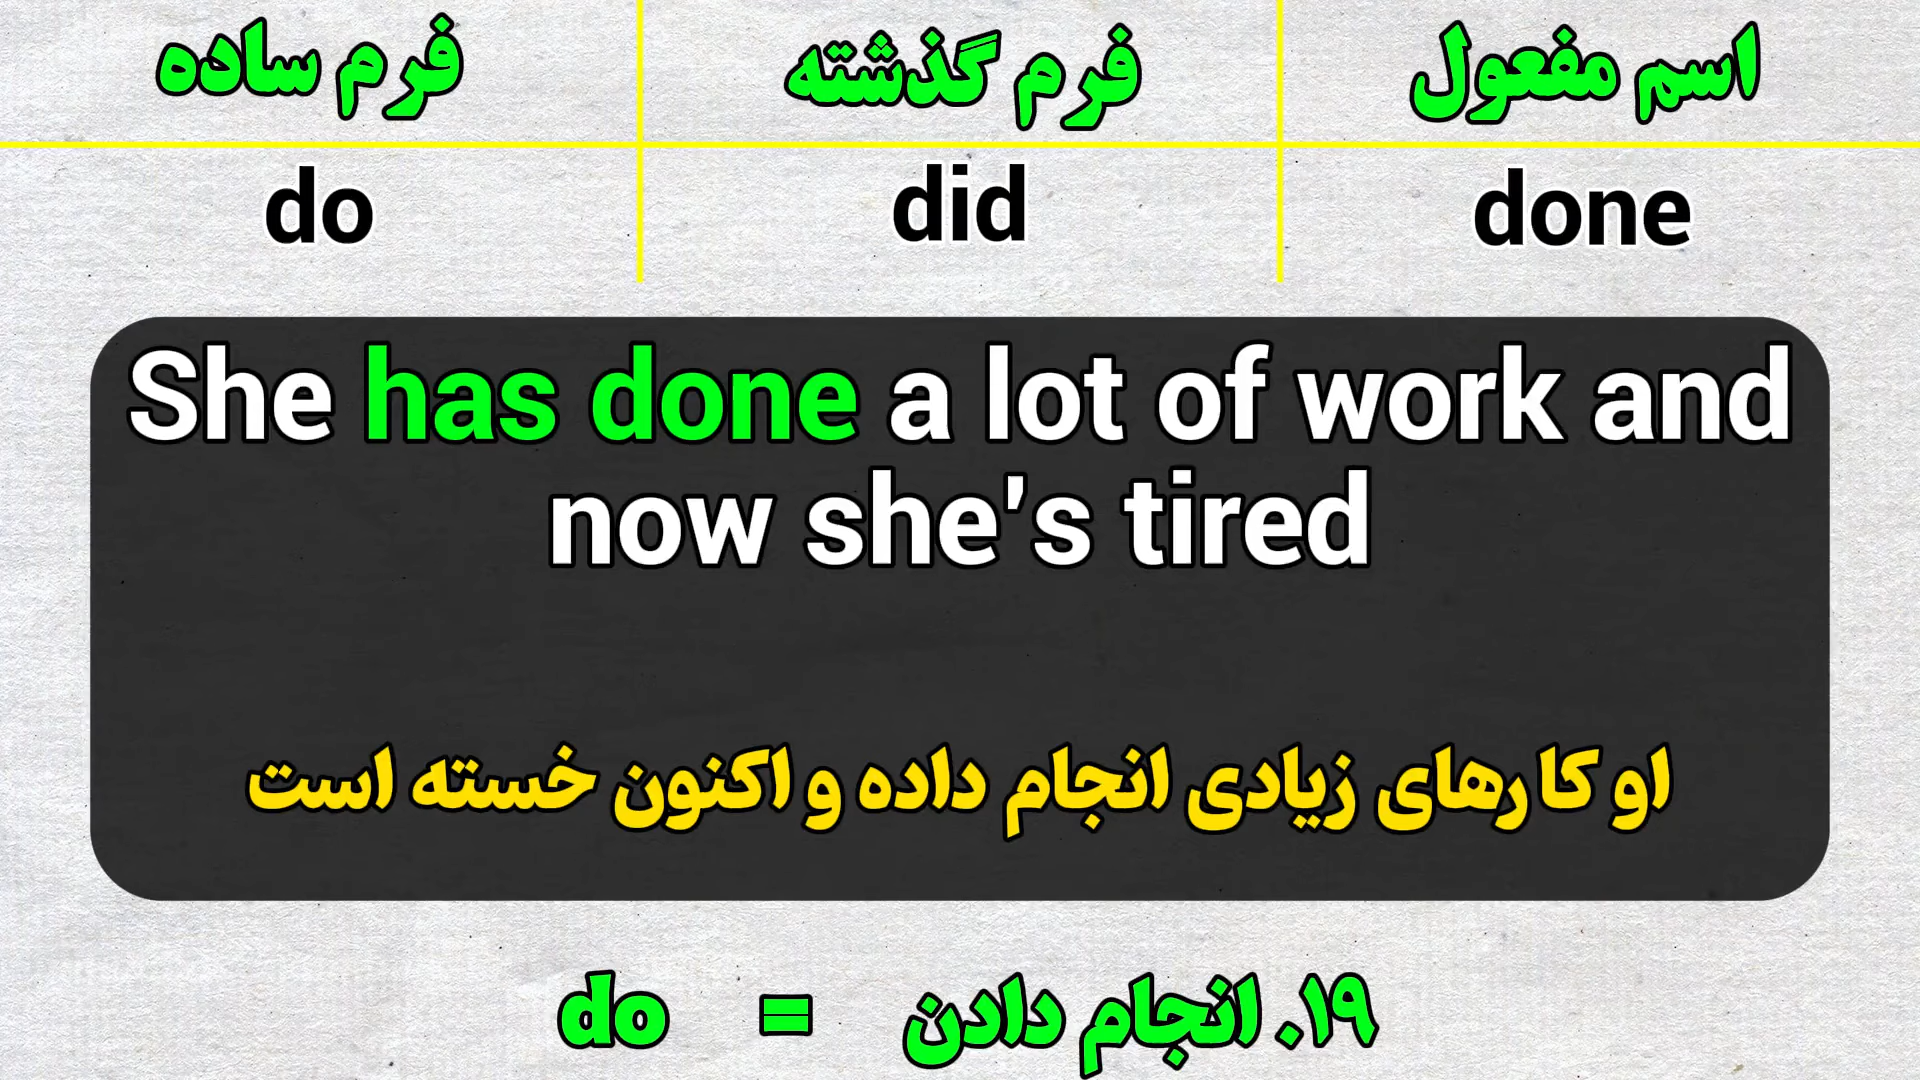 فرم ساده
فرم گذشته
اسم مفعول
do
did
done
She has done a lot of work and
now she's tired
او کارهای زیادی انجام داده و اکنون خسته است
۱۹. انجام دادن = do